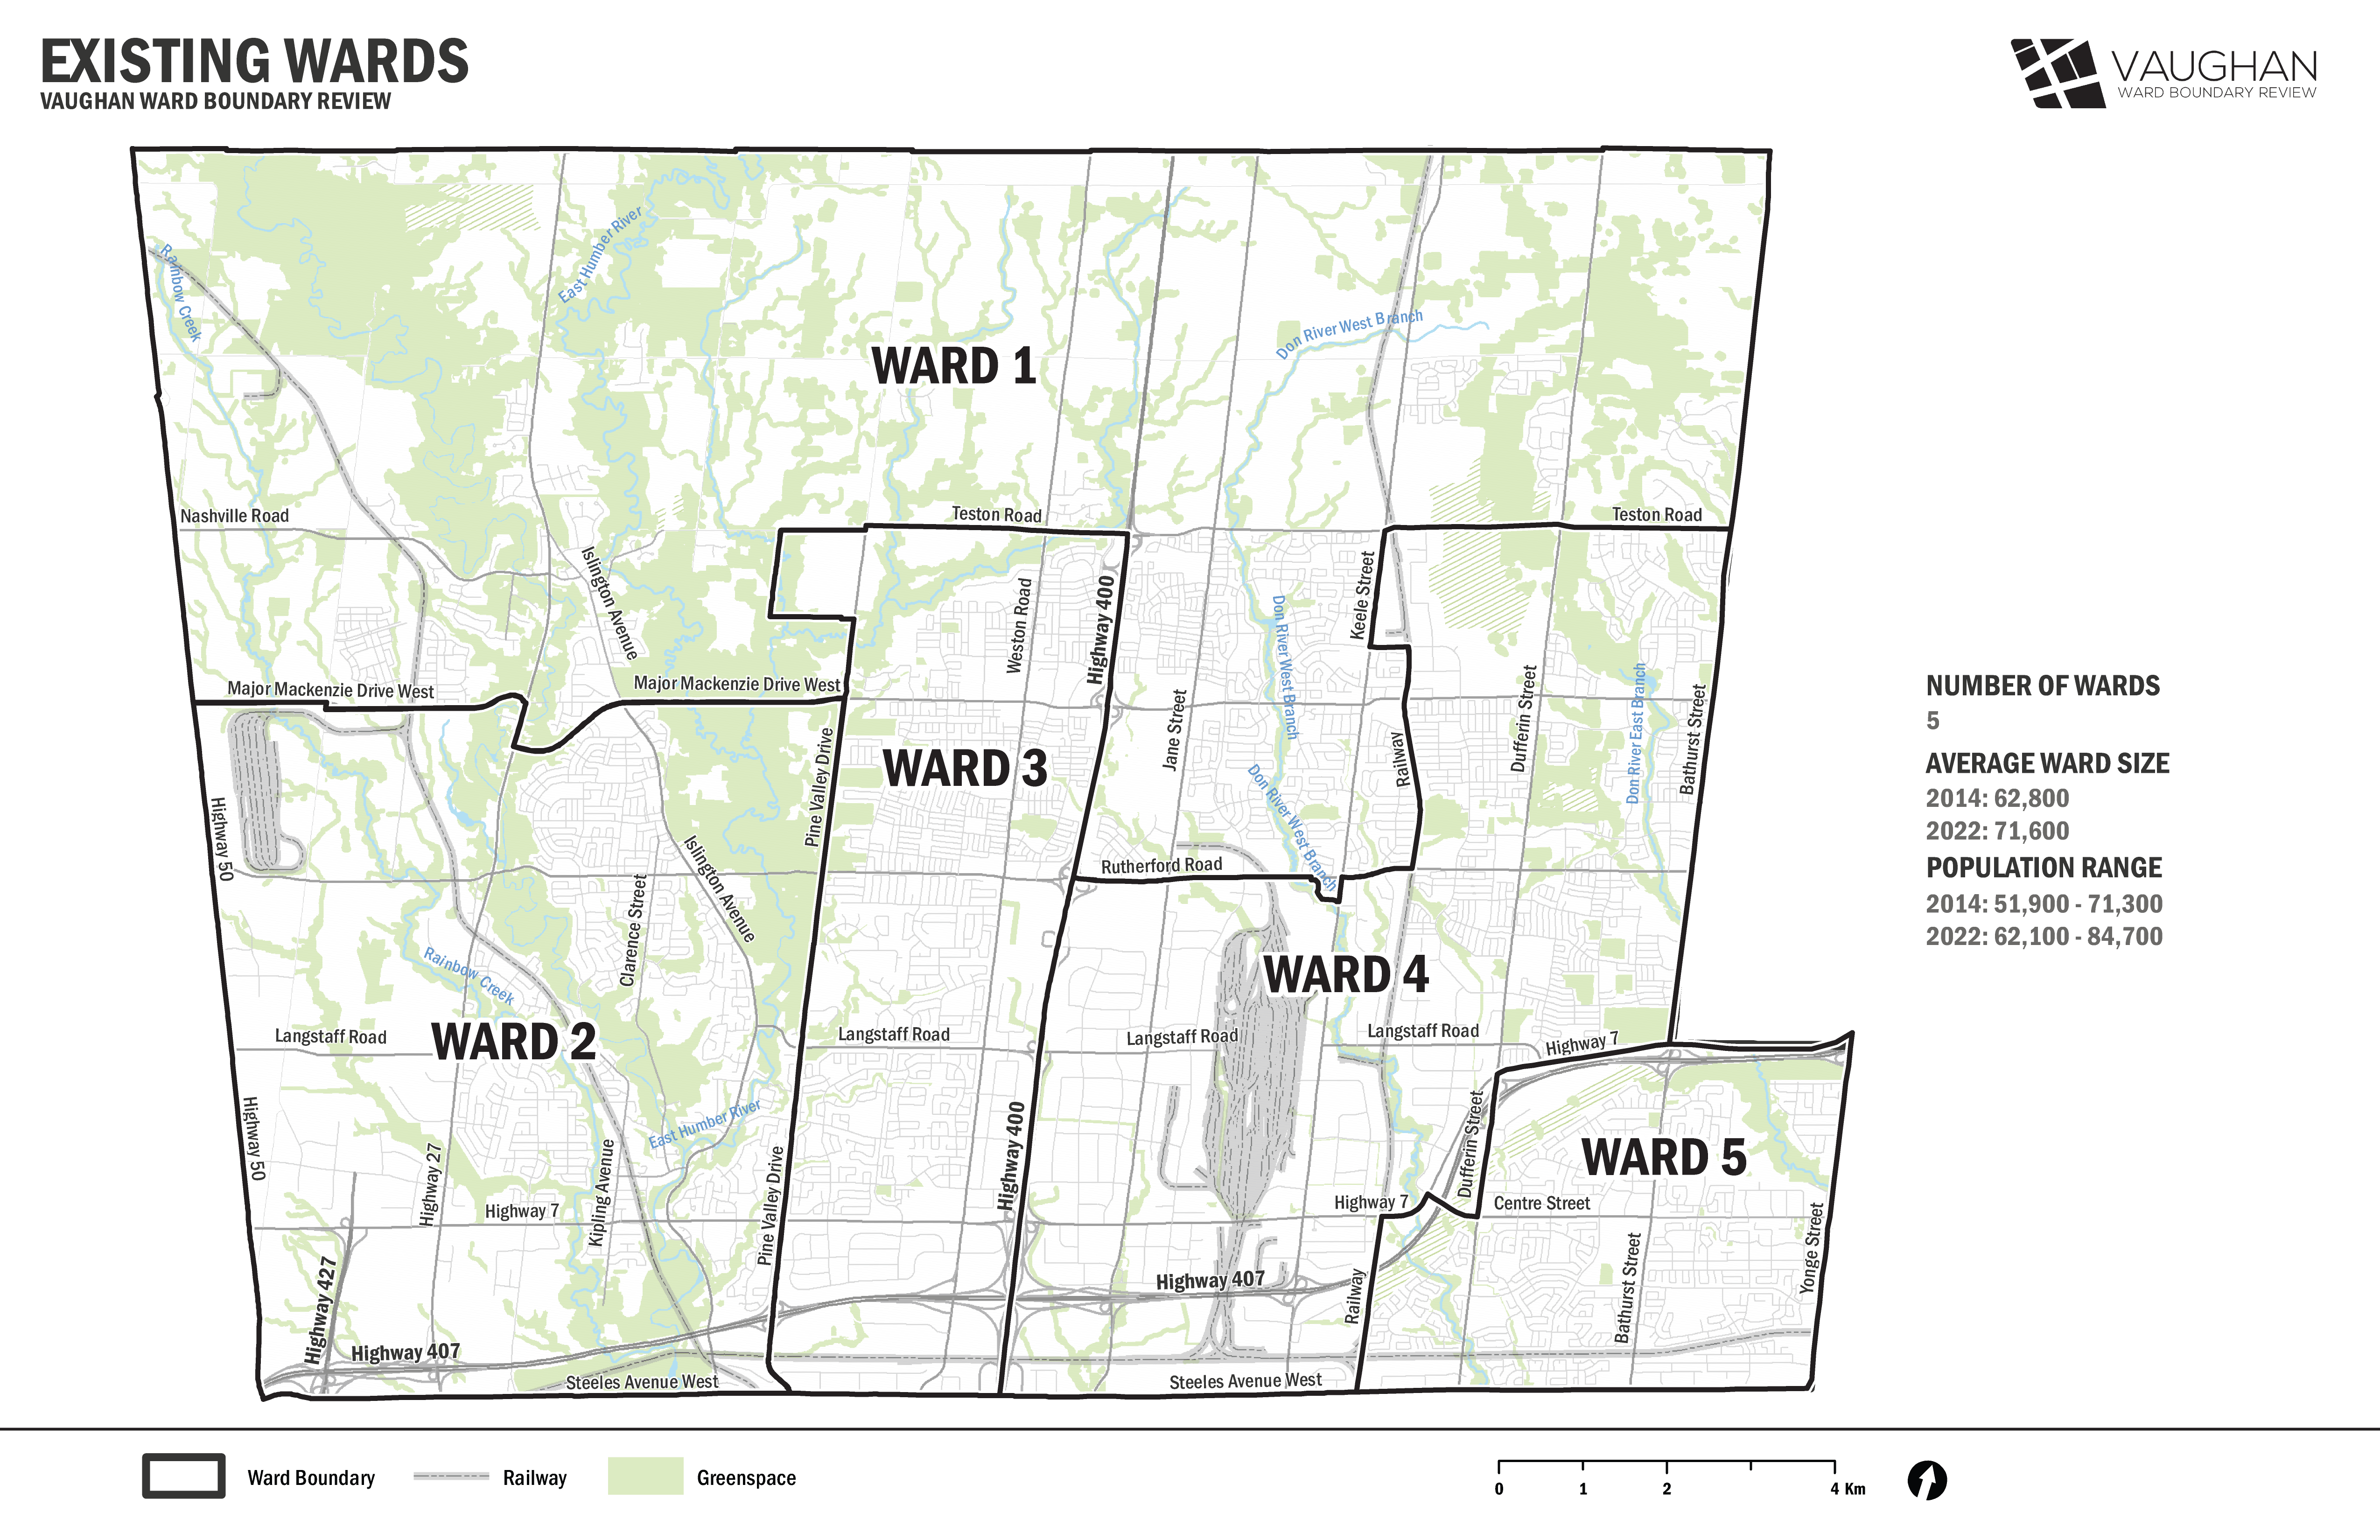 EXISTING WARDS
VAUGHAN WARD BOUNDARY REVIEW
VAUGHAN
WARD BOUNDARY REVIEW
East Humber River
Rainbow Creek
Don River West Branch
WARD 1
Nashville Road
Teston Road
Teston Road
Islington Avenue
Weston Road
Highway 400
Keele Street
Don River West Branch
Major Mackenzie Drive West
Major Mackenzie Drive West
Jane Street
Dufferin Street
Don River East Branch
Bathurst Street
NUMBER OF WARDS
5
AVERAGE WARD SIZE
2014: 62,800
2022: 71,600
POPULATION RANGE
2014: 51,900 - 71,300
2022: 62,100 - 84,700
Pine Valley Drive
WARD 3
Railway
Don River West Branch
Highway 50
Islington Avenue
Rutherford Road
Clarence Street
Rainbow Creek
WARD 4
WARD 2
Langstaff Road
Langstaff Road
Langstaff Road
Langstaff Road
Highway 7
Highway 50
East Humber River
Highway 400
Dufferin Street
WARD 5
Highway 27
Highway 7
Kipling Avenue
Pine Valley Drive
Highway 7
Centre Street
Yonge Street
Bathurst Street
Highway 427
Highway 407
Railway
Highway 407
Steeles Avenue West
Steeles Avenue West
Ward Boundary
Railway
Greenspace
0 1 2 4 Km